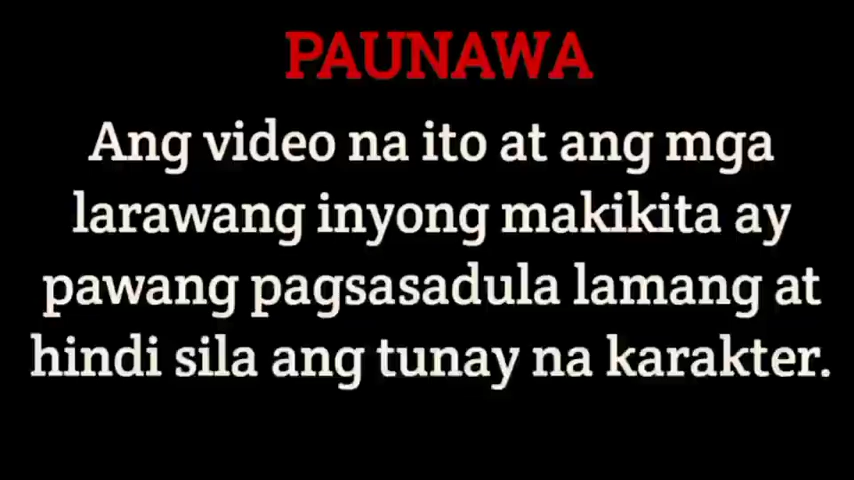 PAUNAWA
Ang video na ito at ang mga
larawang inyong makikita ay
pawang pagsasadula lamang at
hindi sila ang tunay na karakter.